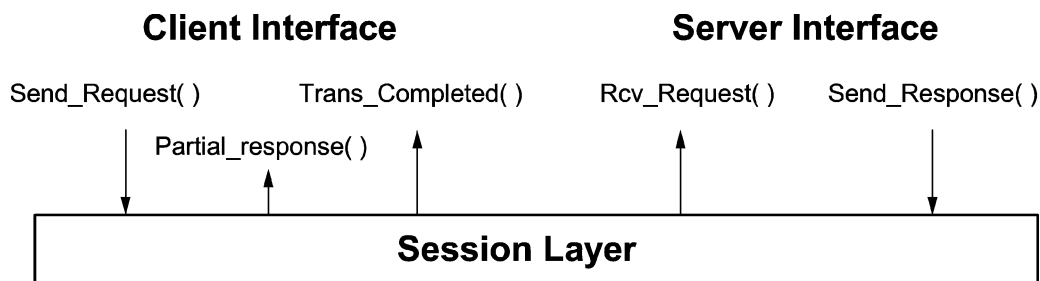 Client Interface Server Interface
Send_Request( ) Trans_Completed( ) Rcv_Request( ) Send_Response( )
Partial_response( )
Session Layer